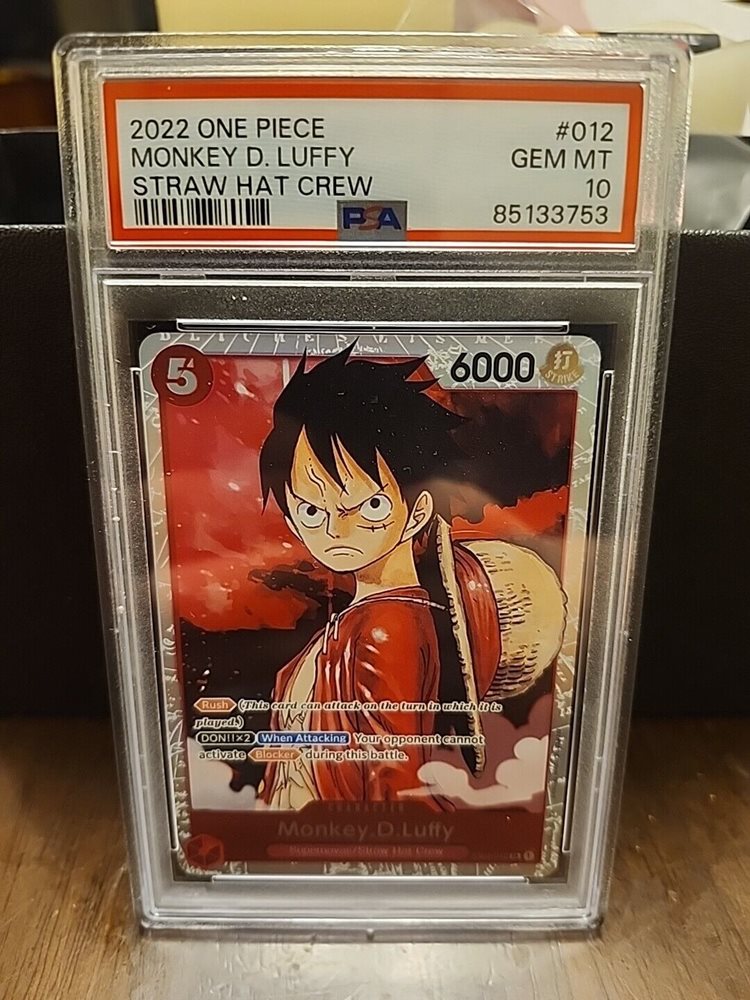 2022 ONE PIECE #012
MONKEY D. LUFFY GEM MT
STRAW HAT CREW 10
PSA 85133753
5 6000 打
STRIKE
Rush (This card can attack on the turn in which it is
played.)
DON!!×2 When Attacking Your opponent cannot
activate Blocker during this battle.
CHARACTER
Monkey.D.Luffy
Supernovas/Straw Hat Crew